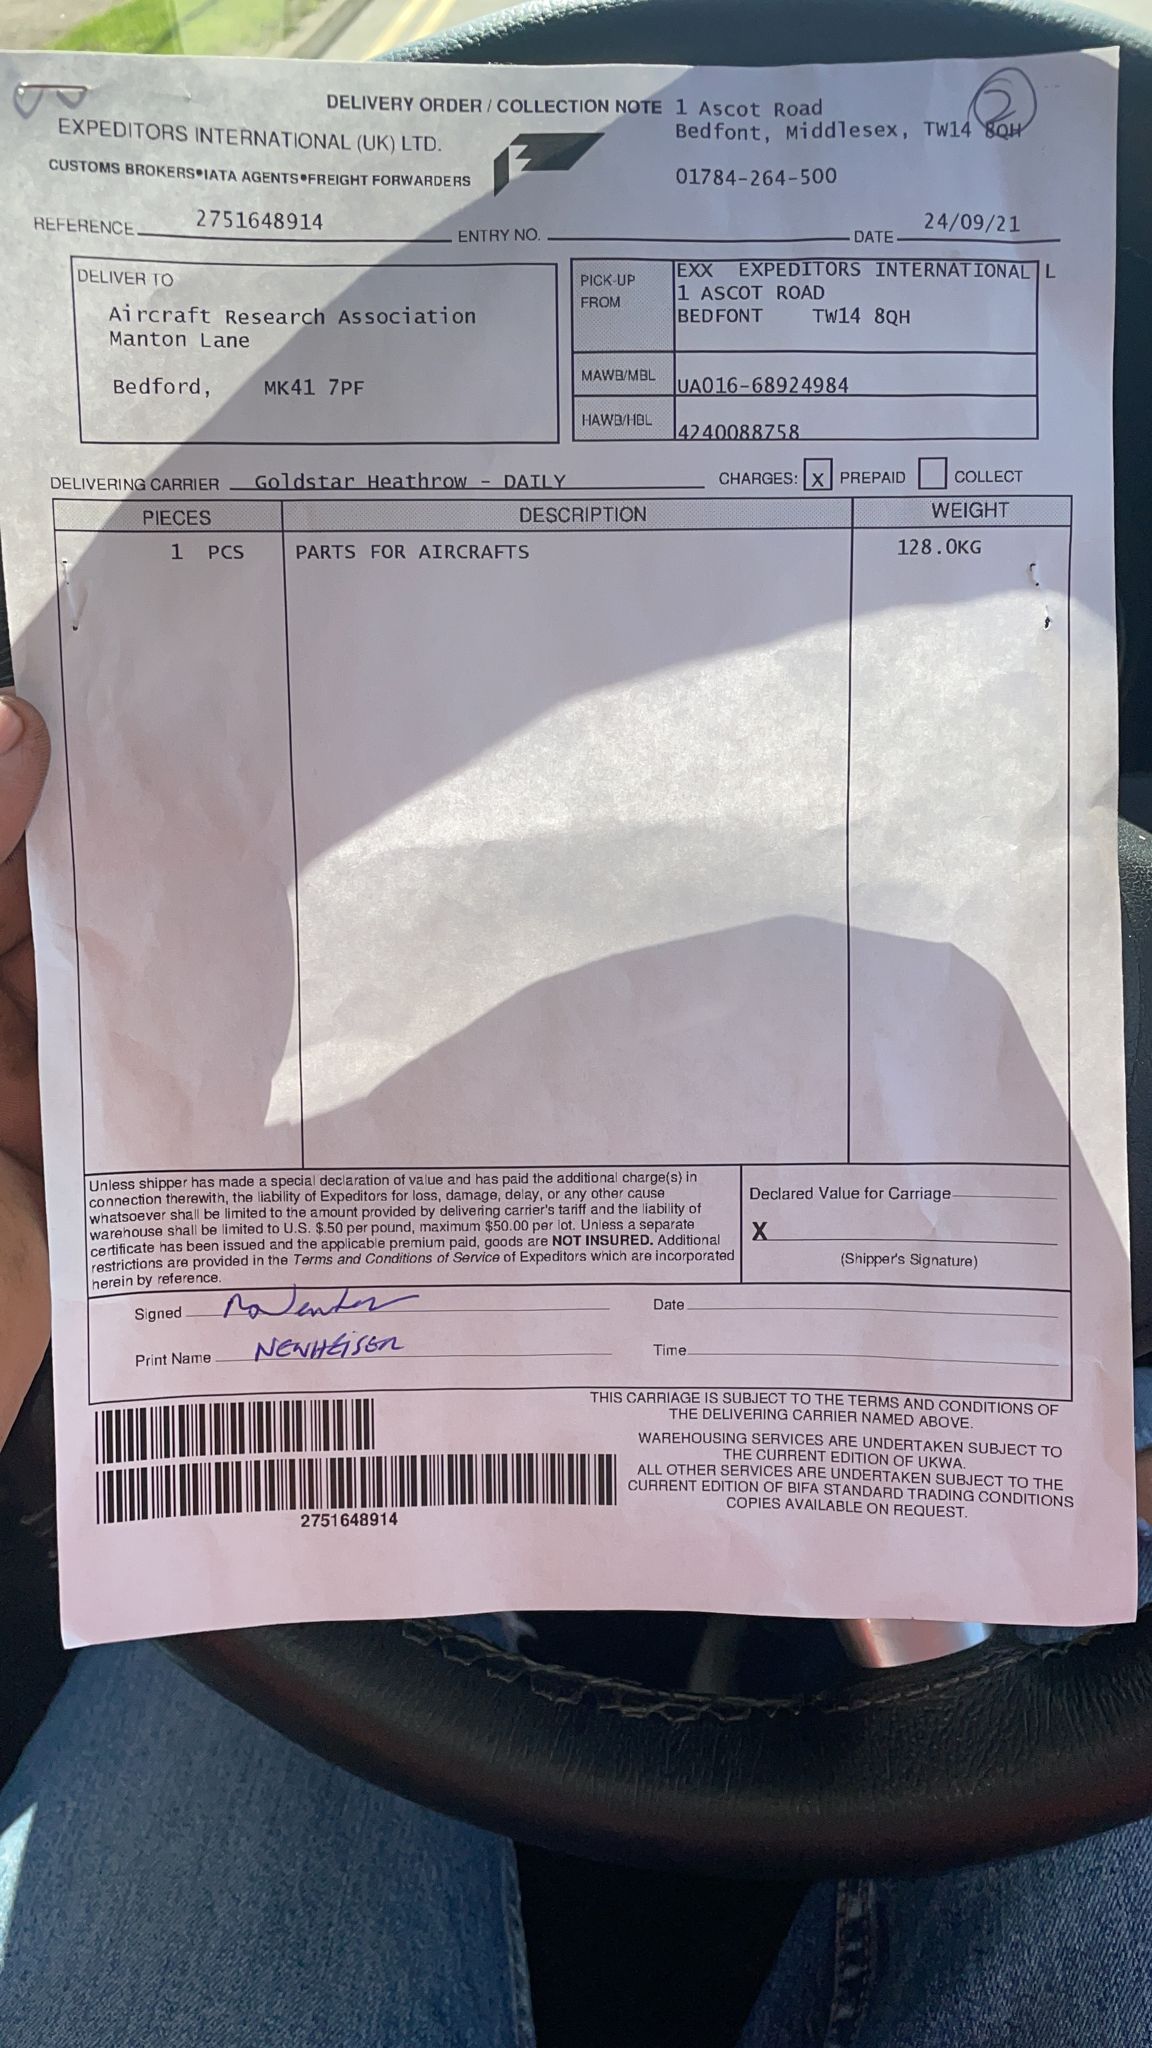 DELIVERY ORDER / COLLECTION NOTE
1 Ascot Road
2
Bedfont, Middlesex, TW14 8QH
EXPEDITORS INTERNATIONAL (UK) LTD.
CUSTOMS BROKERS•IATA AGENTS•FREIGHT FORWARDERS
01784-264-500
REFERENCE 2751648914 ENTRY NO. DATE 24/09/21
DELIVER TO
Aircraft Research Association
Manton Lane
Bedford, MK41 7PF
PICK-UP FROM
EXX EXPEDITORS INTERNATIONAL L
1 ASCOT ROAD
BEDFONT TW14 8QH
MAWB/MBL UA016-68924984
HAWB/HBL 4240088758
DELIVERING CARRIER Goldstar Heathrow - DAILY CHARGES: X PREPAID COLLECT
PIECES DESCRIPTION WEIGHT
1 PCS PARTS FOR AIRCRAFTS 128.0KG
Unless shipper has made a special declaration of value and has paid the additional charge(s) in
connection therewith, the liability of Expeditors for loss, damage, delay, or any other cause
whatsoever shall be limited to the amount provided by delivering carrier's tariff and the liability of
warehouse shall be limited to U.S. $.50 per pound, maximum $50.00 per lot. Unless a separate
certificate has been issued and the applicable premium paid, goods are NOT INSURED. Additional
restrictions are provided in the Terms and Conditions of Service of Expeditors which are incorporated
herein by reference.
Declared Value for Carriage
X
(Shipper's Signature)
Signed Date
Print Name NEWHEISER Time
THIS CARRIAGE IS SUBJECT TO THE TERMS AND CONDITIONS OF
THE DELIVERING CARRIER NAMED ABOVE.
WAREHOUSING SERVICES ARE UNDERTAKEN SUBJECT TO
THE CURRENT EDITION OF UKWA.
ALL OTHER SERVICES ARE UNDERTAKEN SUBJECT TO THE
CURRENT EDITION OF BIFA STANDARD TRADING CONDITIONS
COPIES AVAILABLE ON REQUEST.
2751648914